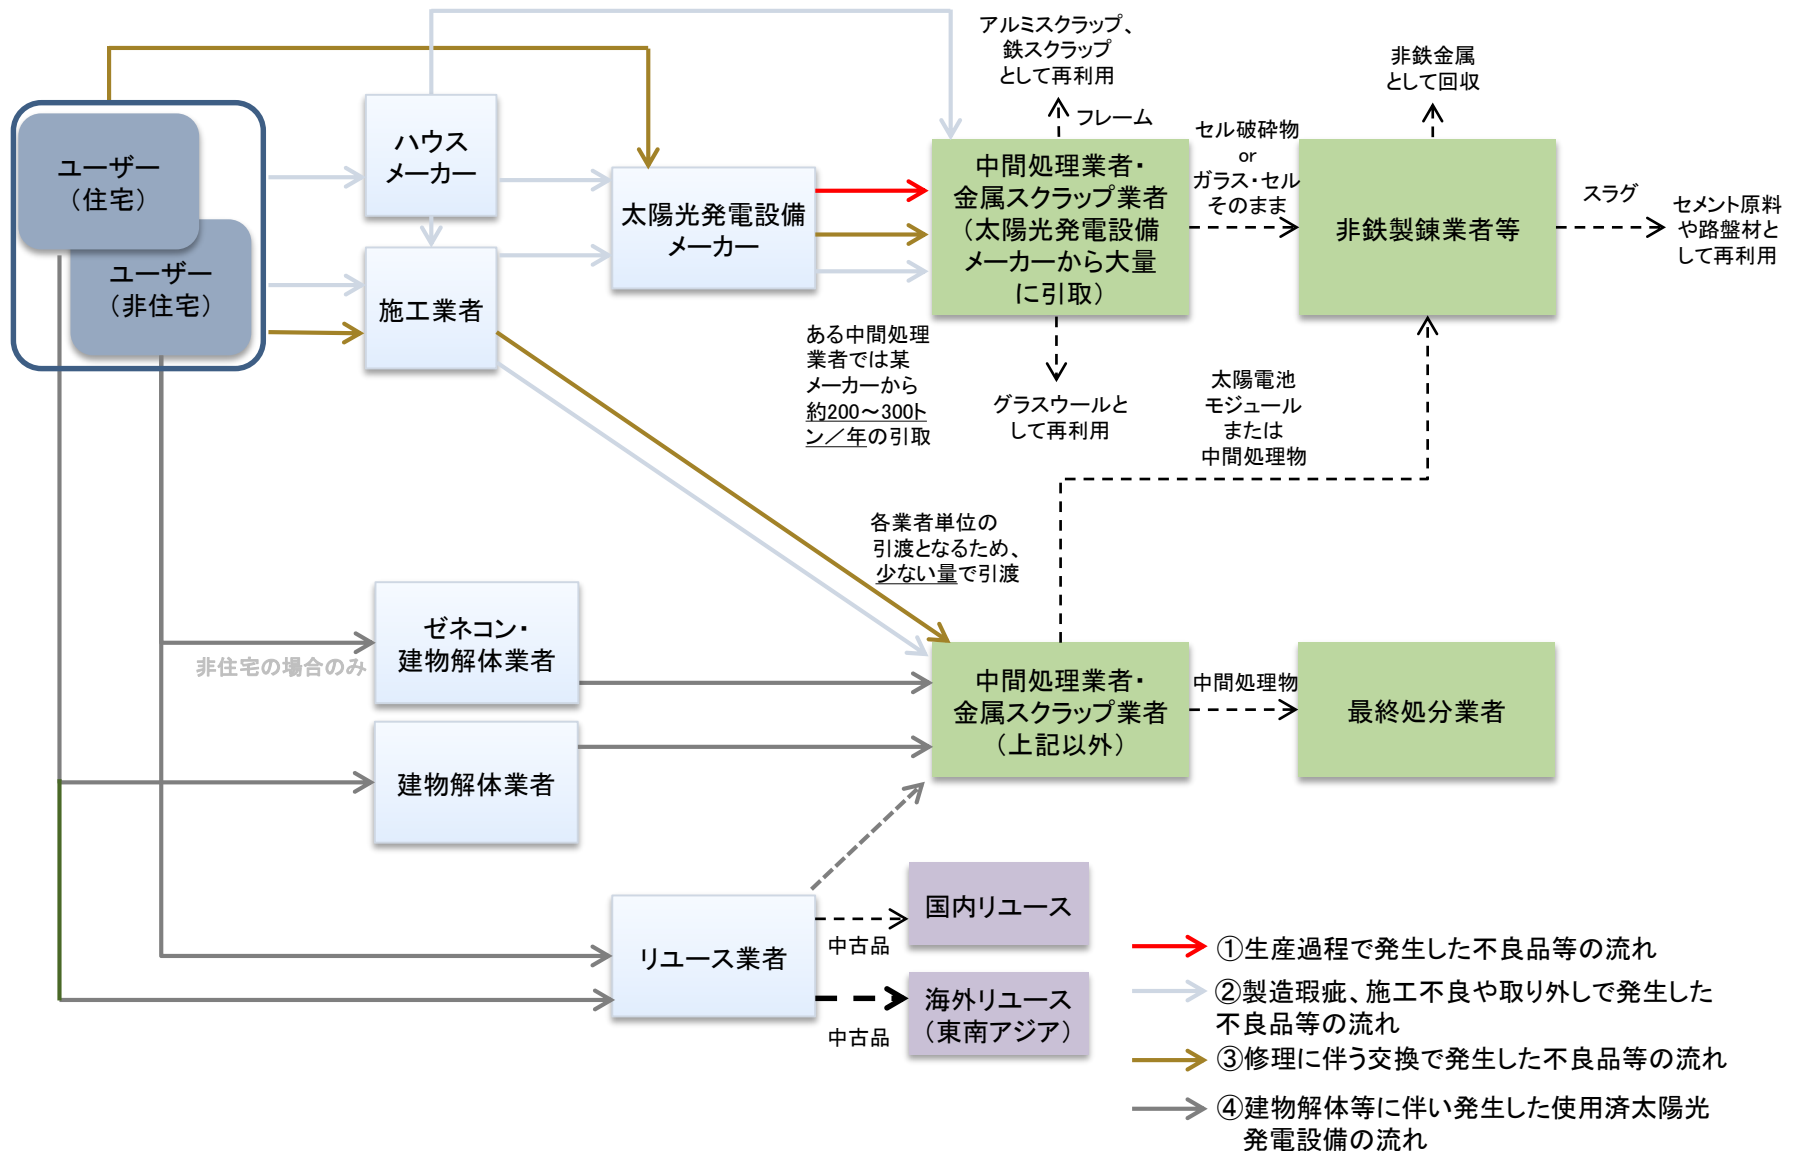 アルミスクラップ、
鉄スクラップ
として再利用
非鉄金属
として回収
フレーム
セル破砕物
or
ガラス・セル
そのまま
ユーザー
（住宅）
ユーザー
（非住宅）
ハウス
メーカー
施工業者
太陽光発電設備
メーカー
中間処理業者・
金属スクラップ業者
（太陽光発電設備
メーカーから大量
に引取）
非鉄製錬業者等
スラグ
セメント原料
や路盤材と
して再利用
ある中間処理
業者では某
メーカーから
約200～300ト
ン／年の引取
グラスウールと
して再利用
太陽電池
モジュール
または
中間処理物
各業者単位の
引渡となるため、
少ない量で引渡
ゼネコン・
建物解体業者
非住宅の場合のみ
建物解体業者
中間処理業者・
金属スクラップ業者
（上記以外）
中間処理物
最終処分業者
リユース業者
中古品
国内リユース
中古品
海外リユース
（東南アジア）
①生産過程で発生した不良品等の流れ
②製造瑕疵、施工不良や取り外しで発生した
不良品等の流れ
③修理に伴う交換で発生した不良品等の流れ
④建物解体等に伴い発生した使用済太陽光
発電設備の流れ